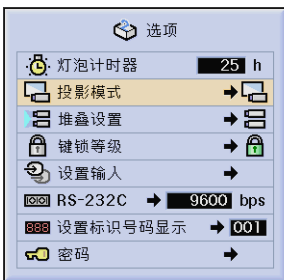 选项
灯泡计时器 25 h
投影模式
堆叠设置
键锁等级
设置输入
RS-232C 9600 bps
888 设置标识号码显示 001
密码